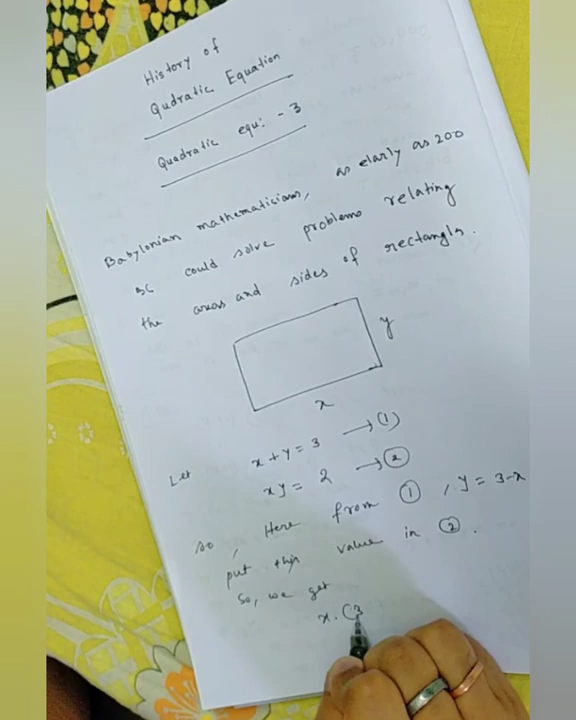 History of
Qudratic Equation
Quadratic equ: - 3
Babylonian mathematicians, as elarly as 200
BC could solve problems relating
the areas and sides of rectangls.
y
x
Let x + y = 3 → (1)
xy = 2 → (2)
so, Here from (1), y = 3-x
put this value in (2).
So, we get
x. (3